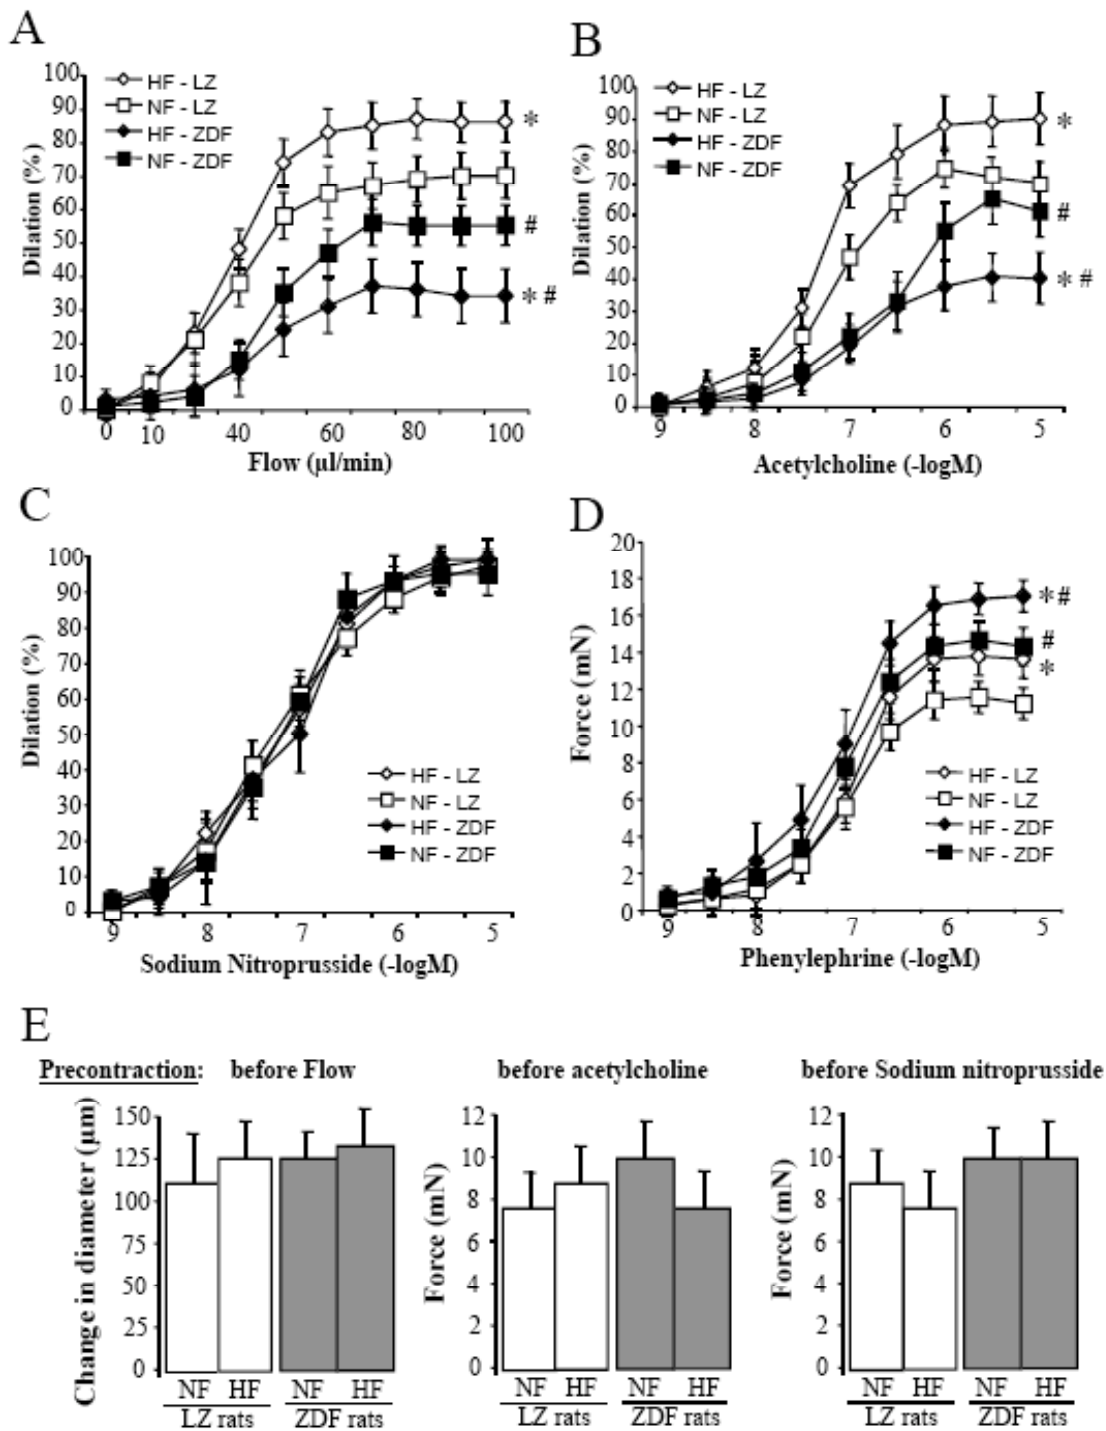 A
100
90
80
70
60
50
40
30
20
10
0
Dilation (%)
HF - LZ
NF - LZ
HF - ZDF
NF - ZDF
*
#
* #
0 10 40 60 80 100
Flow (µl/min)
B
100
90
80
70
60
50
40
30
20
10
0
Dilation (%)
HF - LZ
NF - LZ
HF - ZDF
NF - ZDF
*
#
* #
9 8 7 6 5
Acetylcholine (-logM)
C
100
90
80
70
60
50
40
30
20
10
0
Dilation (%)
HF - LZ
NF - LZ
HF - ZDF
NF - ZDF
9 8 7 6 5
Sodium Nitroprusside (-logM)
D
20
18
16
14
12
10
8
6
4
2
0
Force (mN)
*#
#
*
HF - LZ
NF - LZ
HF - ZDF
NF - ZDF
9 8 7 6 5
Phenylephrine (-logM)
E
Precontraction: before Flow
Change in diameter (µm)
150
125
100
75
50
25
0
NF HF NF HF
LZ rats ZDF rats
before acetylcholine
Force (mN)
12
10
8
6
4
2
0
NF HF NF HF
LZ rats ZDF rats
before Sodium nitroprusside
Force (mN)
12
10
8
6
4
2
0
NF HF NF HF
LZ rats ZDF rats